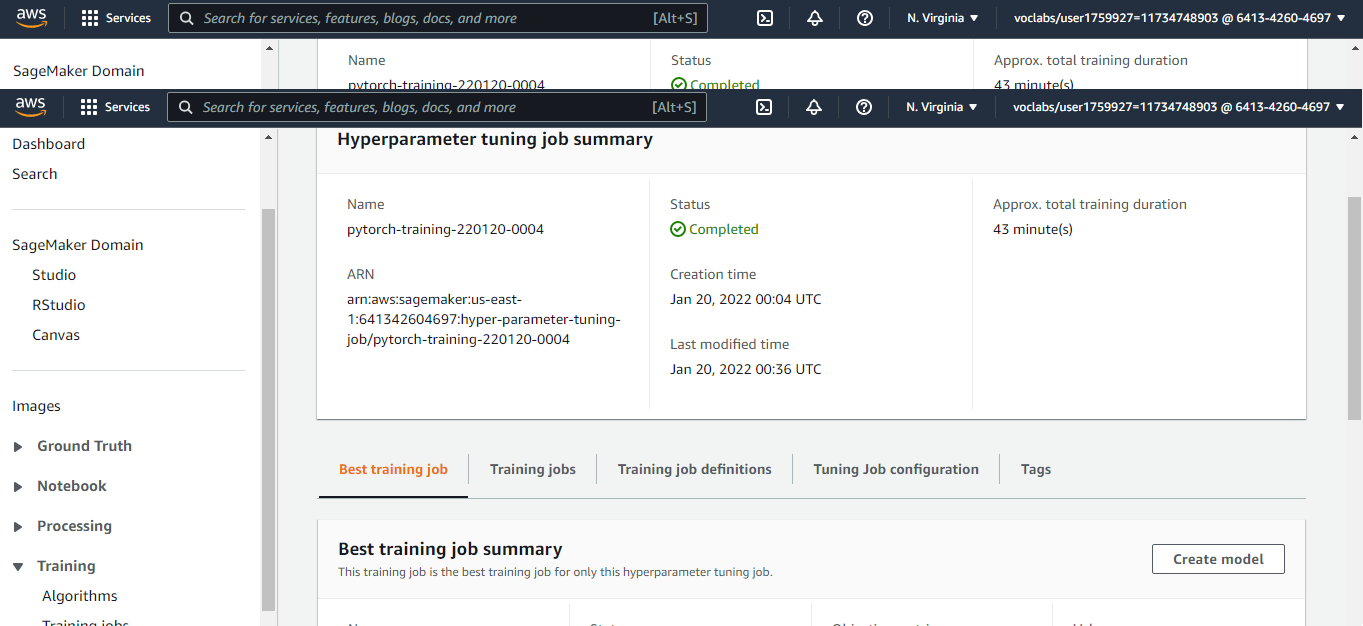 aws Services Search for services, features, blogs, docs, and more [Alt+S] N. Virginia voclabs/user1759927=11734748903 @ 6413-4260-4697
SageMaker Domain
Name Status Approx. total training duration
pytorch-training-220120-0004 Completed 43 minute(s)
aws Services Search for services, features, blogs, docs, and more [Alt+S] N. Virginia voclabs/user1759927=11734748903 @ 6413-4260-4697
Dashboard
Search
SageMaker Domain
Studio
RStudio
Canvas
Images
Ground Truth
Notebook
Processing
Training
Algorithms
Training jobs
Hyperparameter tuning job summary
Name
pytorch-training-220120-0004
ARN
arn:aws:sagemaker:us-east-
1:641342604697:hyper-parameter-tuning-
job/pytorch-training-220120-0004
Status
Completed
Creation time
Jan 20, 2022 00:04 UTC
Last modified time
Jan 20, 2022 00:36 UTC
Approx. total training duration
43 minute(s)
Best training job Training jobs Training job definitions Tuning Job configuration Tags
Best training job summary
This training job is the best training job for only this hyperparameter tuning job.
Create model